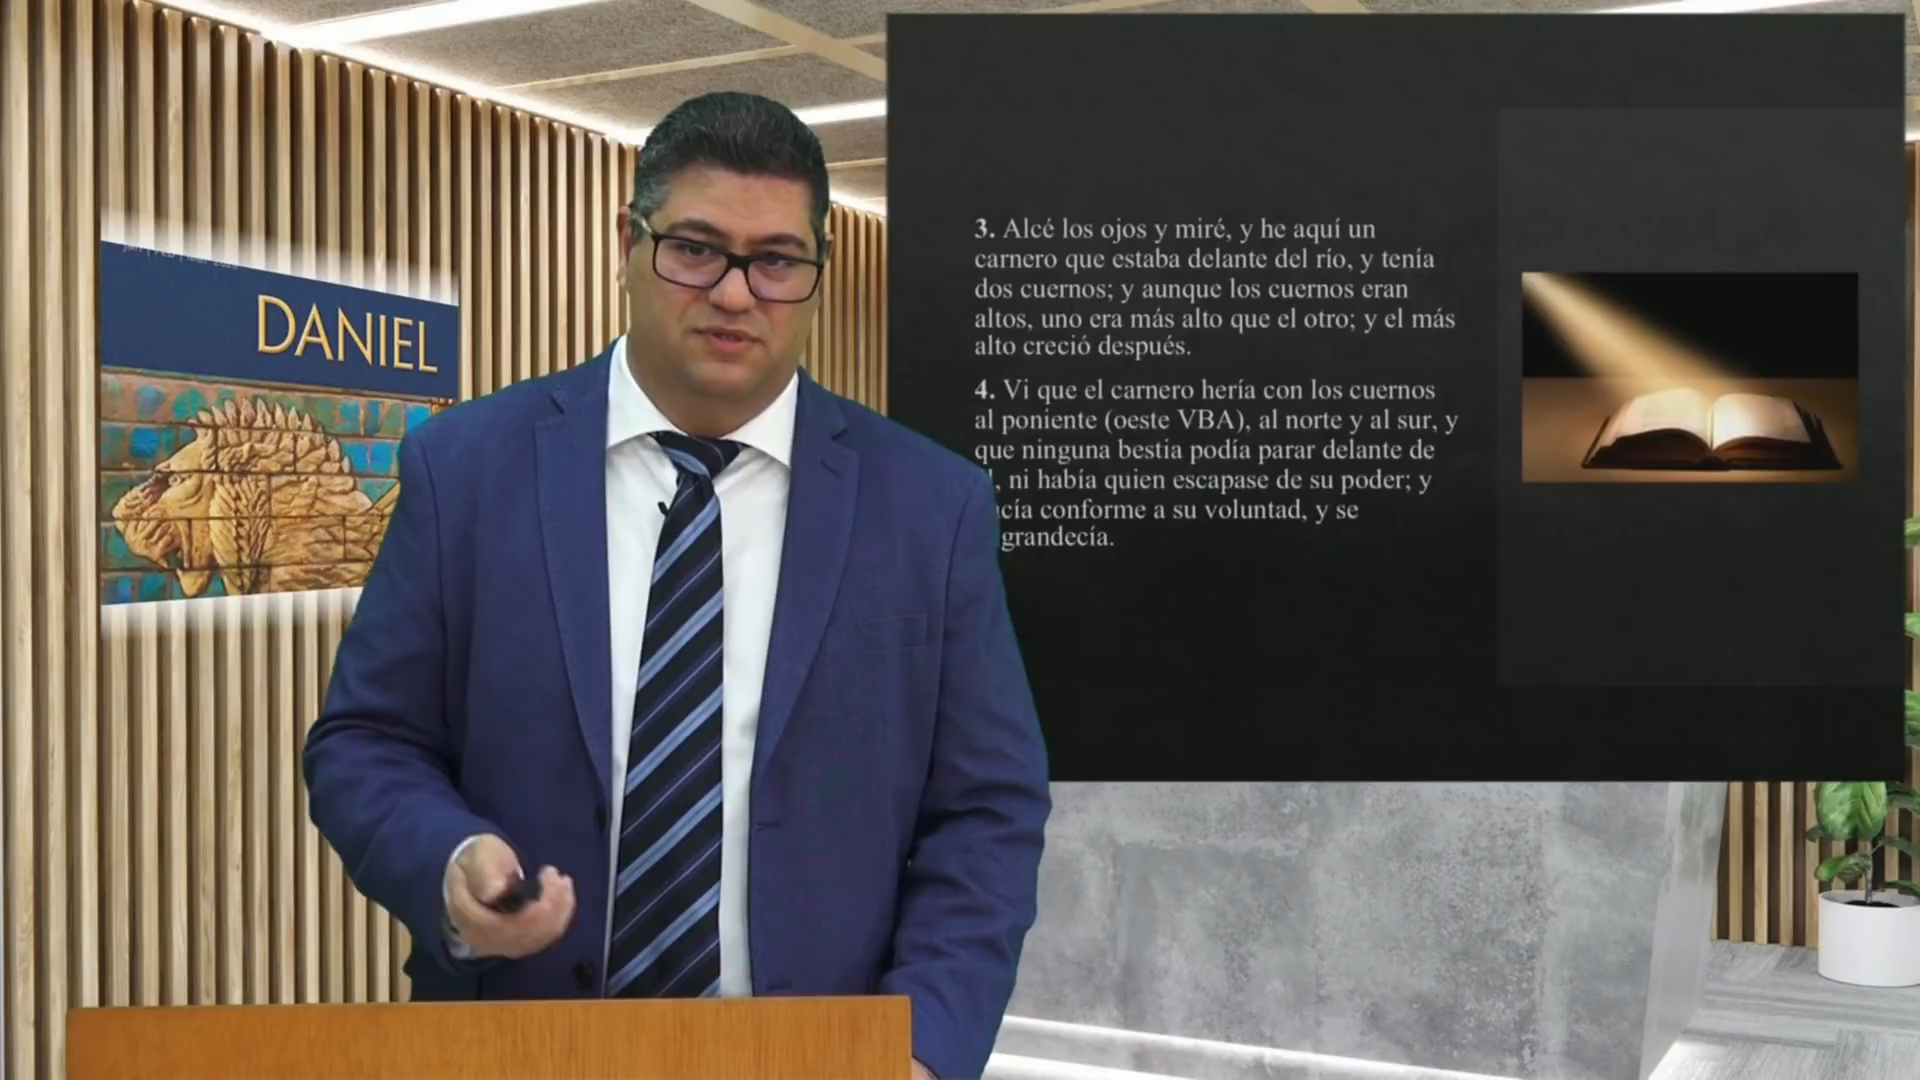 DANIEL
3. Alcé los ojos y miré, y he aquí un
carnero que estaba delante del río, y tenía
dos cuernos; y aunque los cuernos eran
altos, uno era más alto que el otro; y el más
alto creció después.
4. Vi que el carnero hería con los cuernos
al poniente (oeste VBA), al norte y al sur, y
que ninguna bestia podía parar delante de
, ni había quien escapase de su poder; y
cía conforme a su voluntad, y se
grandecía.